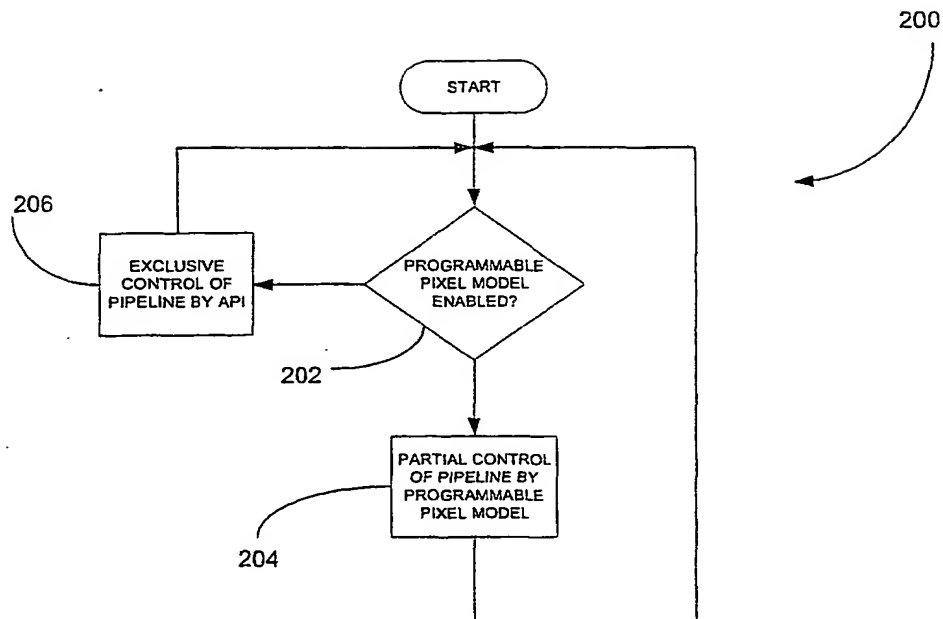 200
START
206
EXCLUSIVE
CONTROL OF
PIPELINE BY API
PROGRAMMABLE
PIXEL MODEL
ENABLED?
202
PARTIAL CONTROL
OF PIPELINE BY
PROGRAMMABLE
PIXEL MODEL
204